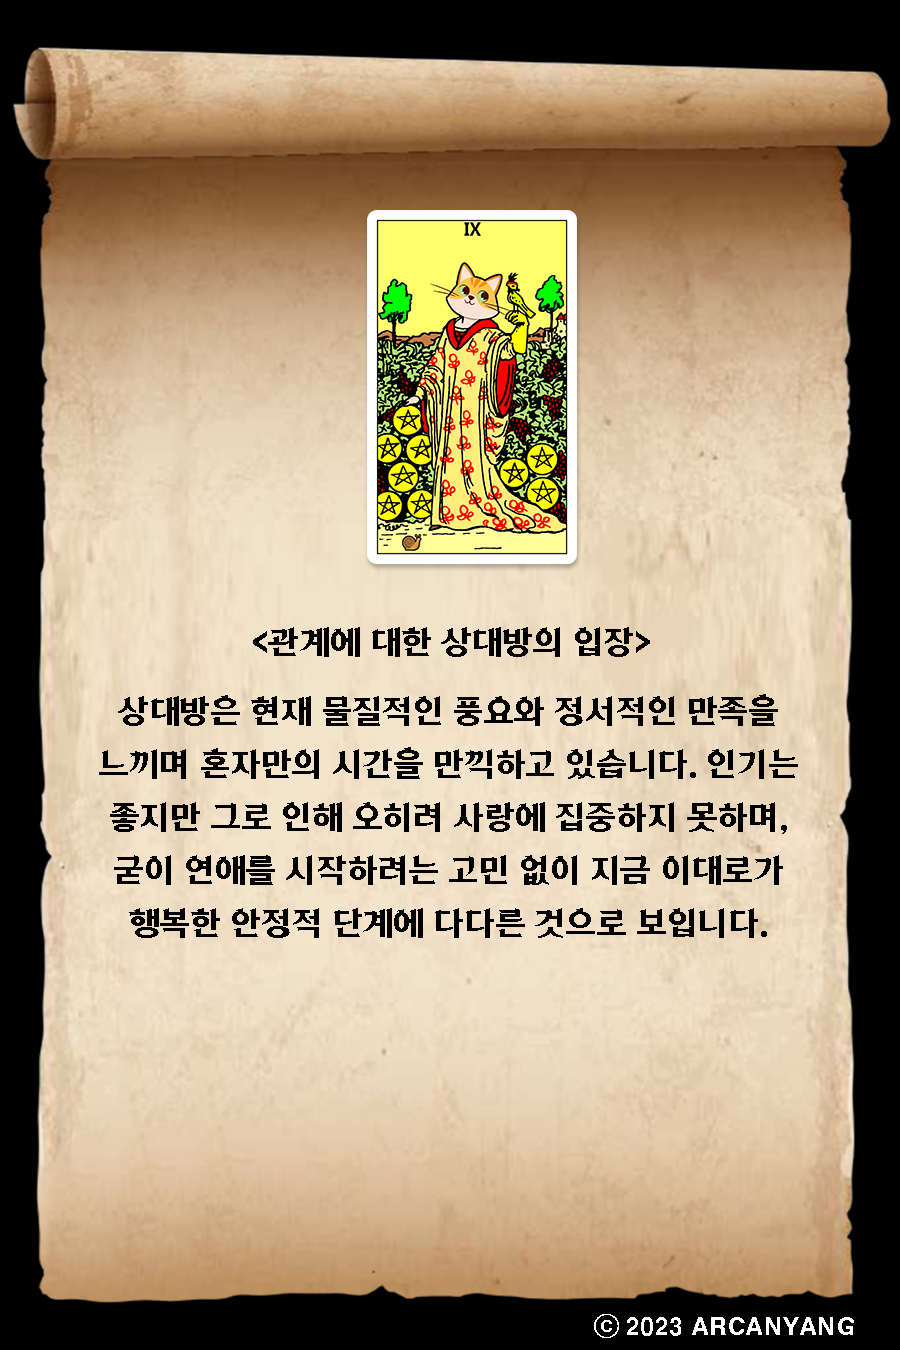 IX
<관계에 대한 상대방의 입장>
상대방은 현재 물질적인 풍요와 정서적인 만족을
느끼며 혼자만의 시간을 만끽하고 있습니다. 인기는
좋지만 그로 인해 오히려 사랑에 집중하지 못하며,
굳이 연애를 시작하려는 고민 없이 지금 이대로가
행복한 안정적 단계에 다다른 것으로 보입니다.
ⓒ 2023 ARCANYANG